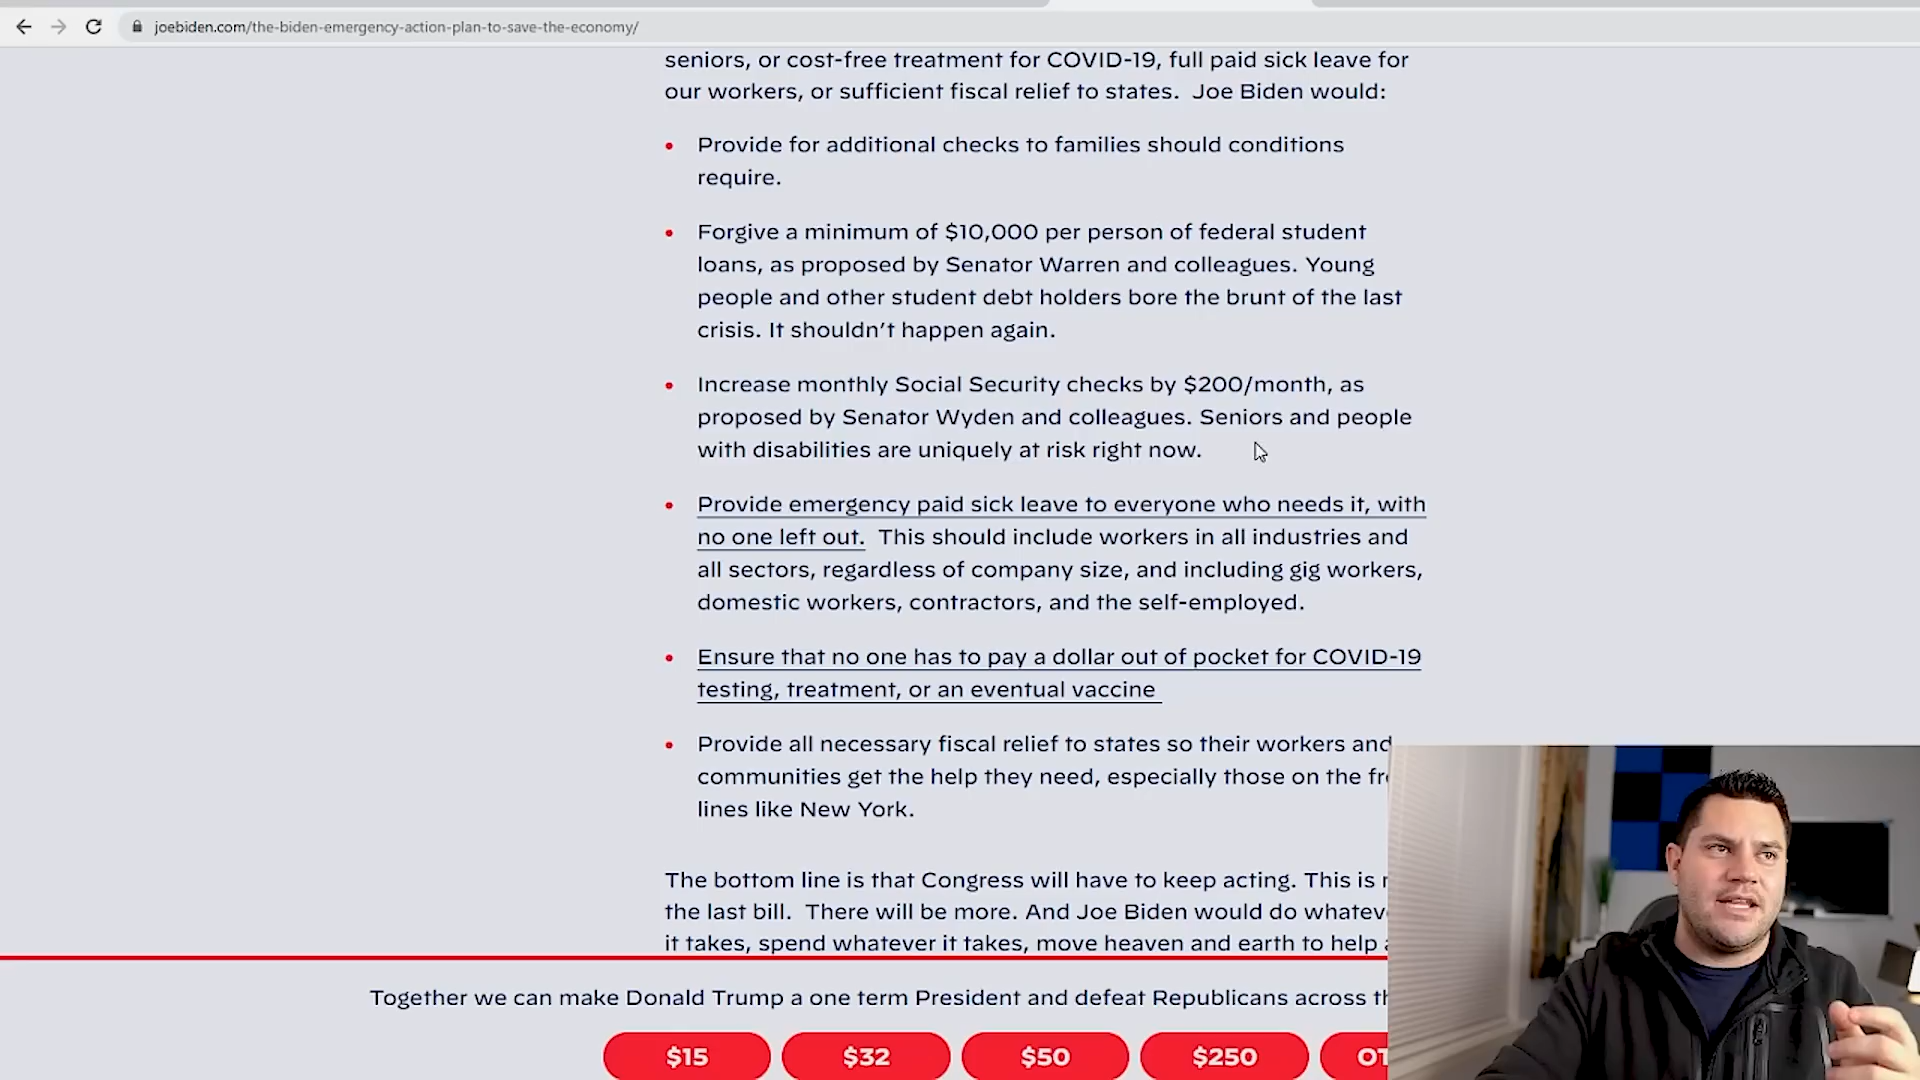 joebiden.com/the-biden-emergency-action-plan-to-save-the-economy/
seniors, or cost-free treatment for COVID-19, full paid sick leave for
our workers, or sufficient fiscal relief to states. Joe Biden would:
• Provide for additional checks to families should conditions
require.
• Forgive a minimum of $10,000 per person of federal student
loans, as proposed by Senator Warren and colleagues. Young
people and other student debt holders bore the brunt of the last
crisis. It shouldn't happen again.
• Increase monthly Social Security checks by $200/month, as
proposed by Senator Wyden and colleagues. Seniors and people
with disabilities are uniquely at risk right now.
• Provide emergency paid sick leave to everyone who needs it, with
no one left out. This should include workers in all industries and
all sectors, regardless of company size, and including gig workers,
domestic workers, contractors, and the self-employed.
• Ensure that no one has to pay a dollar out of pocket for COVID-19
testing, treatment, or an eventual vaccine
• Provide all necessary fiscal relief to states so their workers and
communities get the help they need, especially those on the
lines like New York.
The bottom line is that Congress will have to keep acting. This is
the last bill. There will be more. And Joe Biden would do
it takes, spend whatever it takes, move heaven and earth to help
Together we can make Donald Trump a one term President and defeat Republicans across
$15 $32 $50 $250